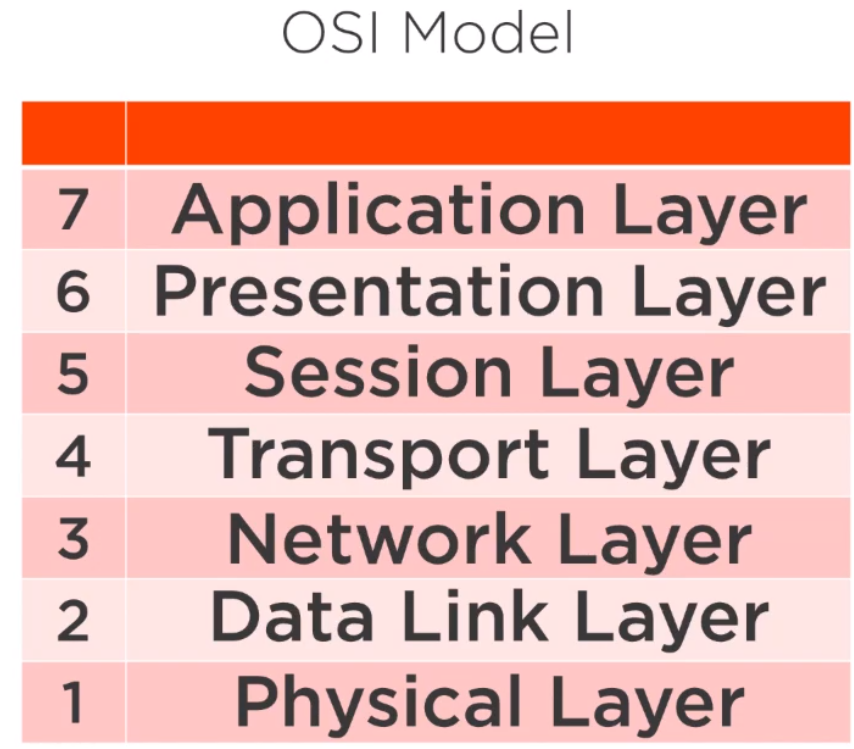 OSI Model
7 Application Layer
6 Presentation Layer
5 Session Layer
4 Transport Layer
3 Network Layer
2 Data Link Layer
1 Physical Layer